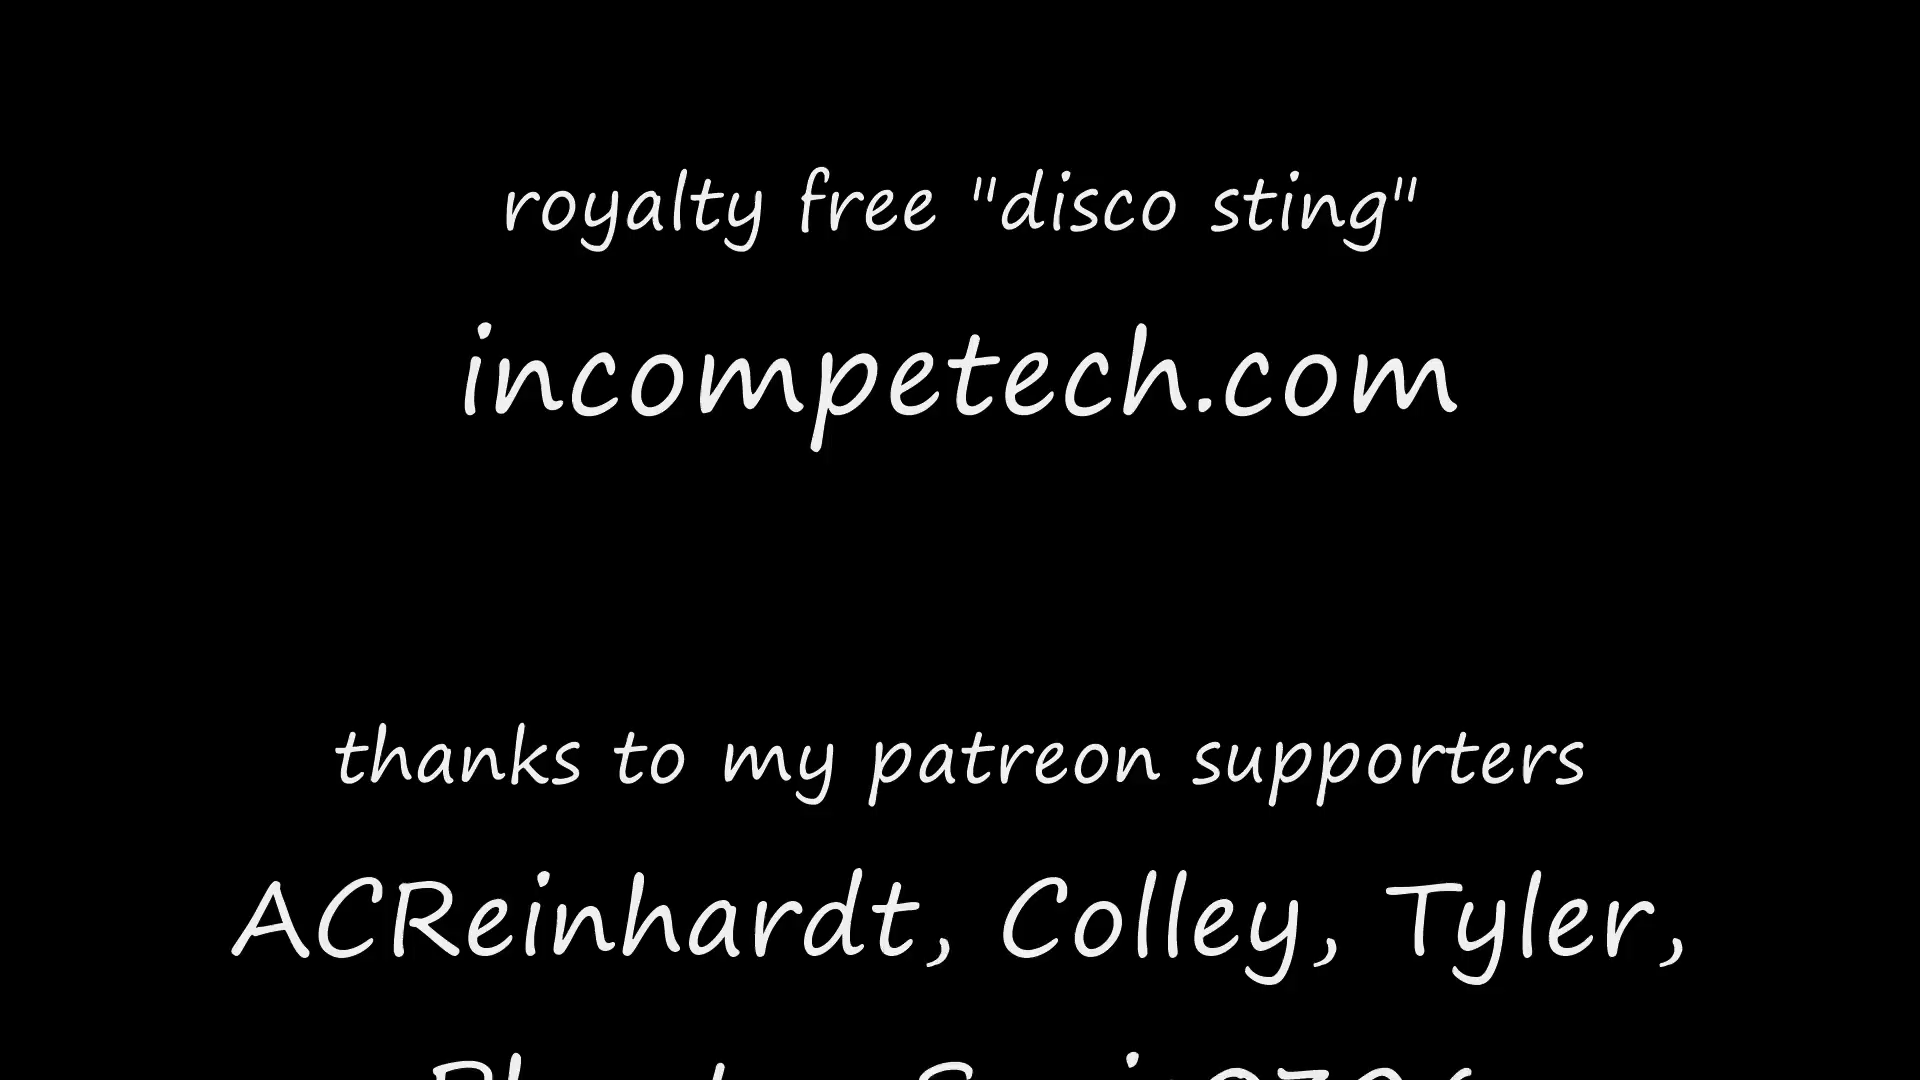 royalty free "disco sting"
incompetech.com
thanks to my patreon supporters
ACReinhardt, Colley, Tyler,